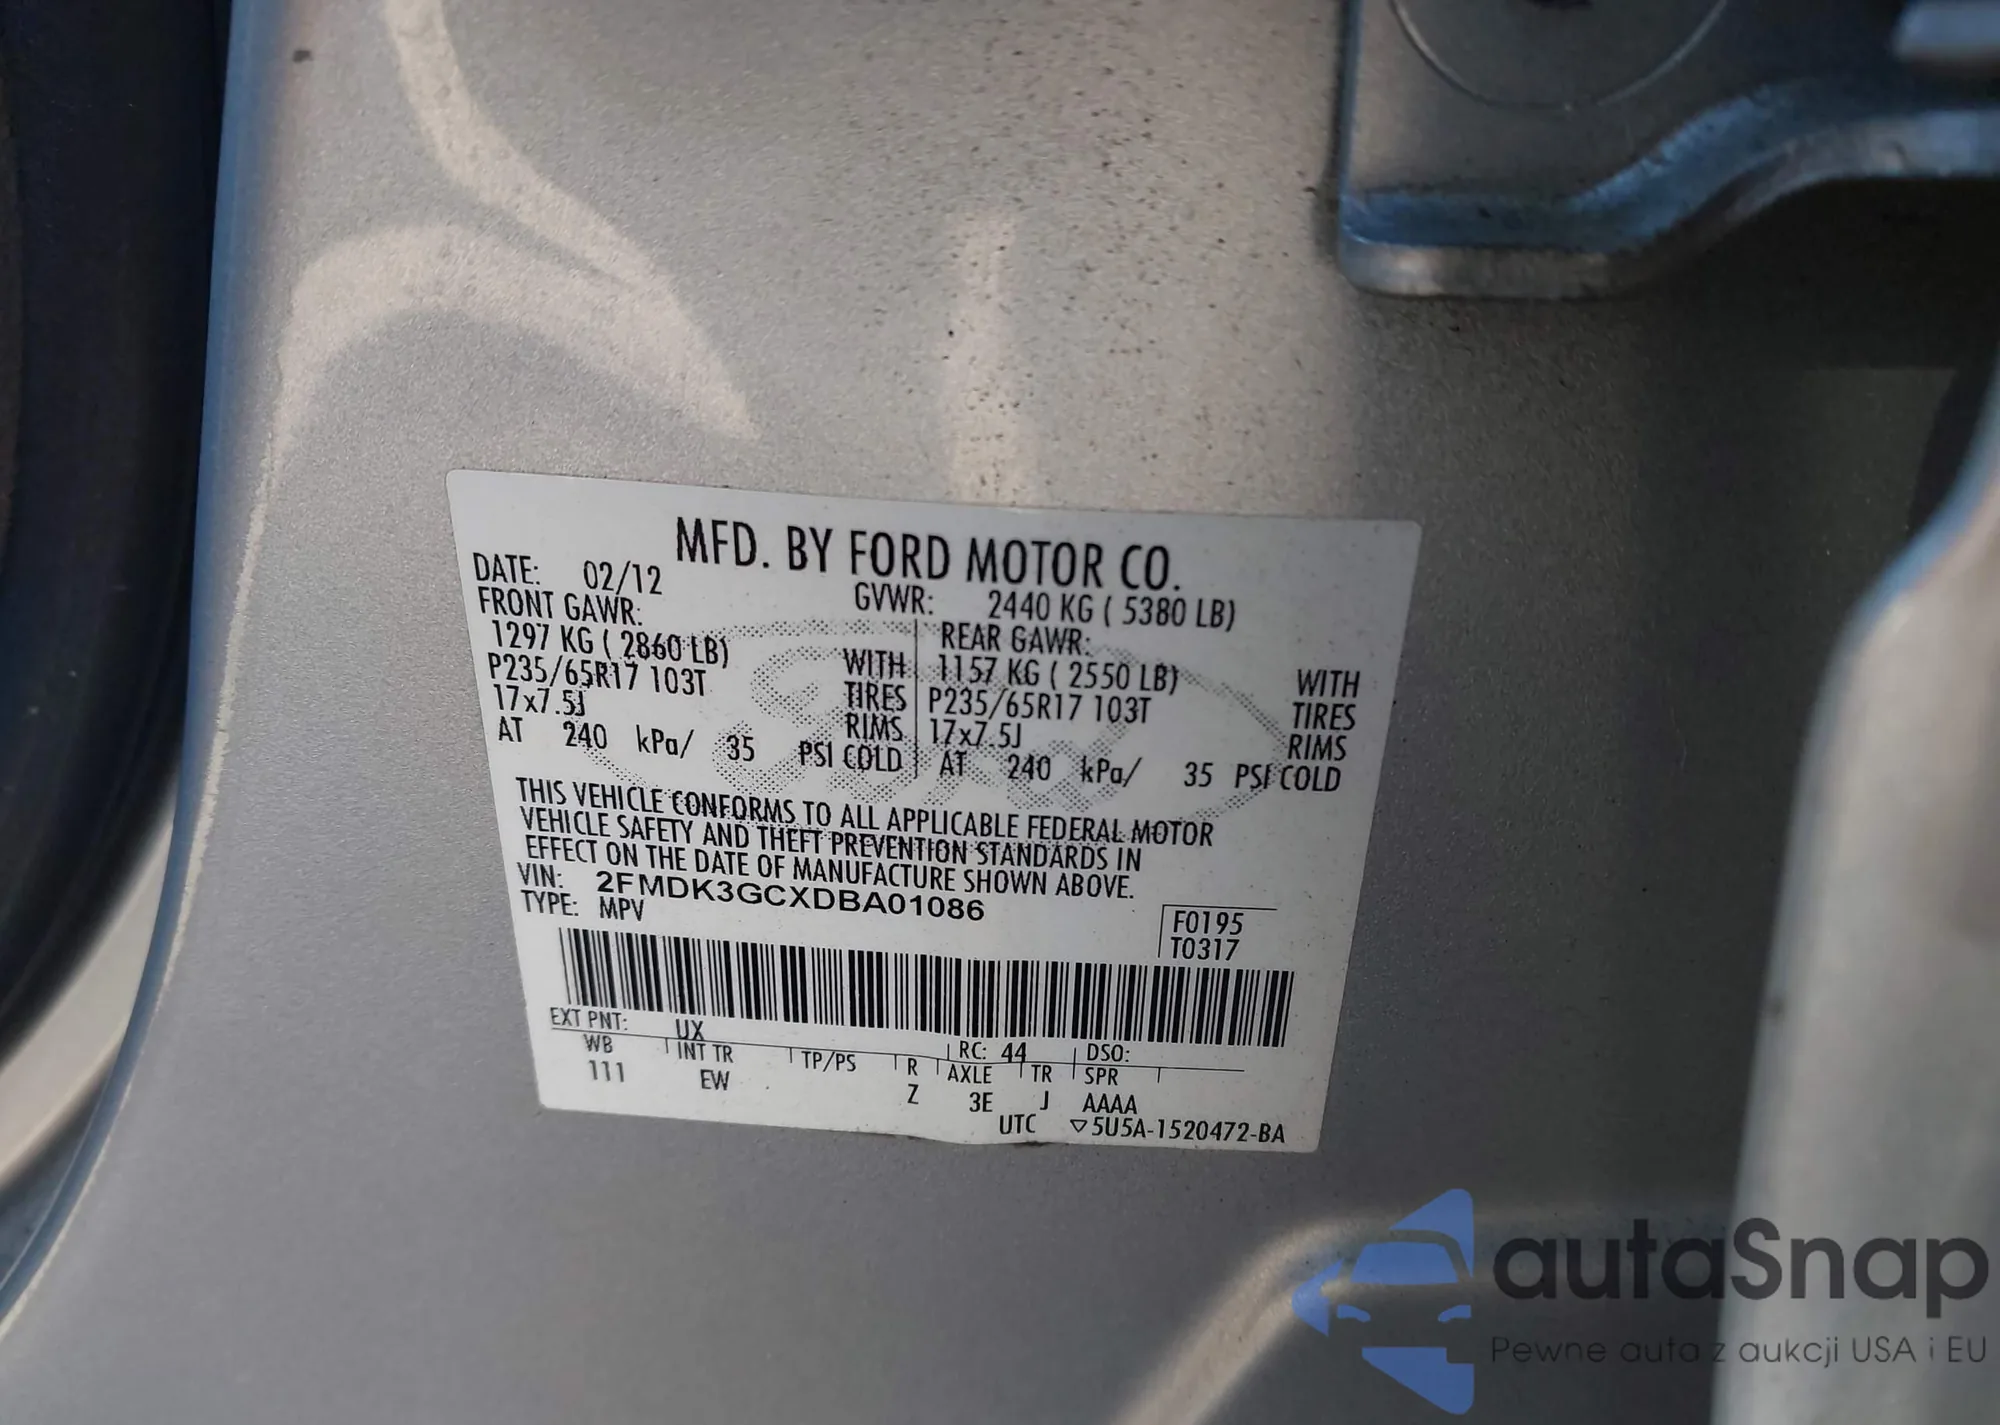 MFD. BY FORD MOTOR CO.
DATE: 02/12 GVWR: 2440 KG ( 5380 LB)
FRONT GAWR: REAR GAWR:
1297 KG ( 2860 LB) WITH 1157 KG ( 2550 LB) WITH
P235/65R17 103T TIRES P235/65R17 103T TIRES
17x7.5J RIMS 17x7.5J RIMS
AT 240 kPa/ 35 PSI COLD AT 240 kPa/ 35 PSI COLD
THIS VEHICLE CONFORMS TO ALL APPLICABLE FEDERAL MOTOR
VEHICLE SAFETY AND THEFT PREVENTION STANDARDS IN
EFFECT ON THE DATE OF MANUFACTURE SHOWN ABOVE.
VIN: 2FMDK3GCXDBA01086
TYPE: MPV
F0195
T0317
EXT PNT: UX RC: 44 DSO:
WB INT TR TP/PS R AXLE TR SPR
111 EW Z 3E J AAAA
UTC ▽5U5A-1520472-BA
autaSnap
Pewne auta z aukcji USA i EU